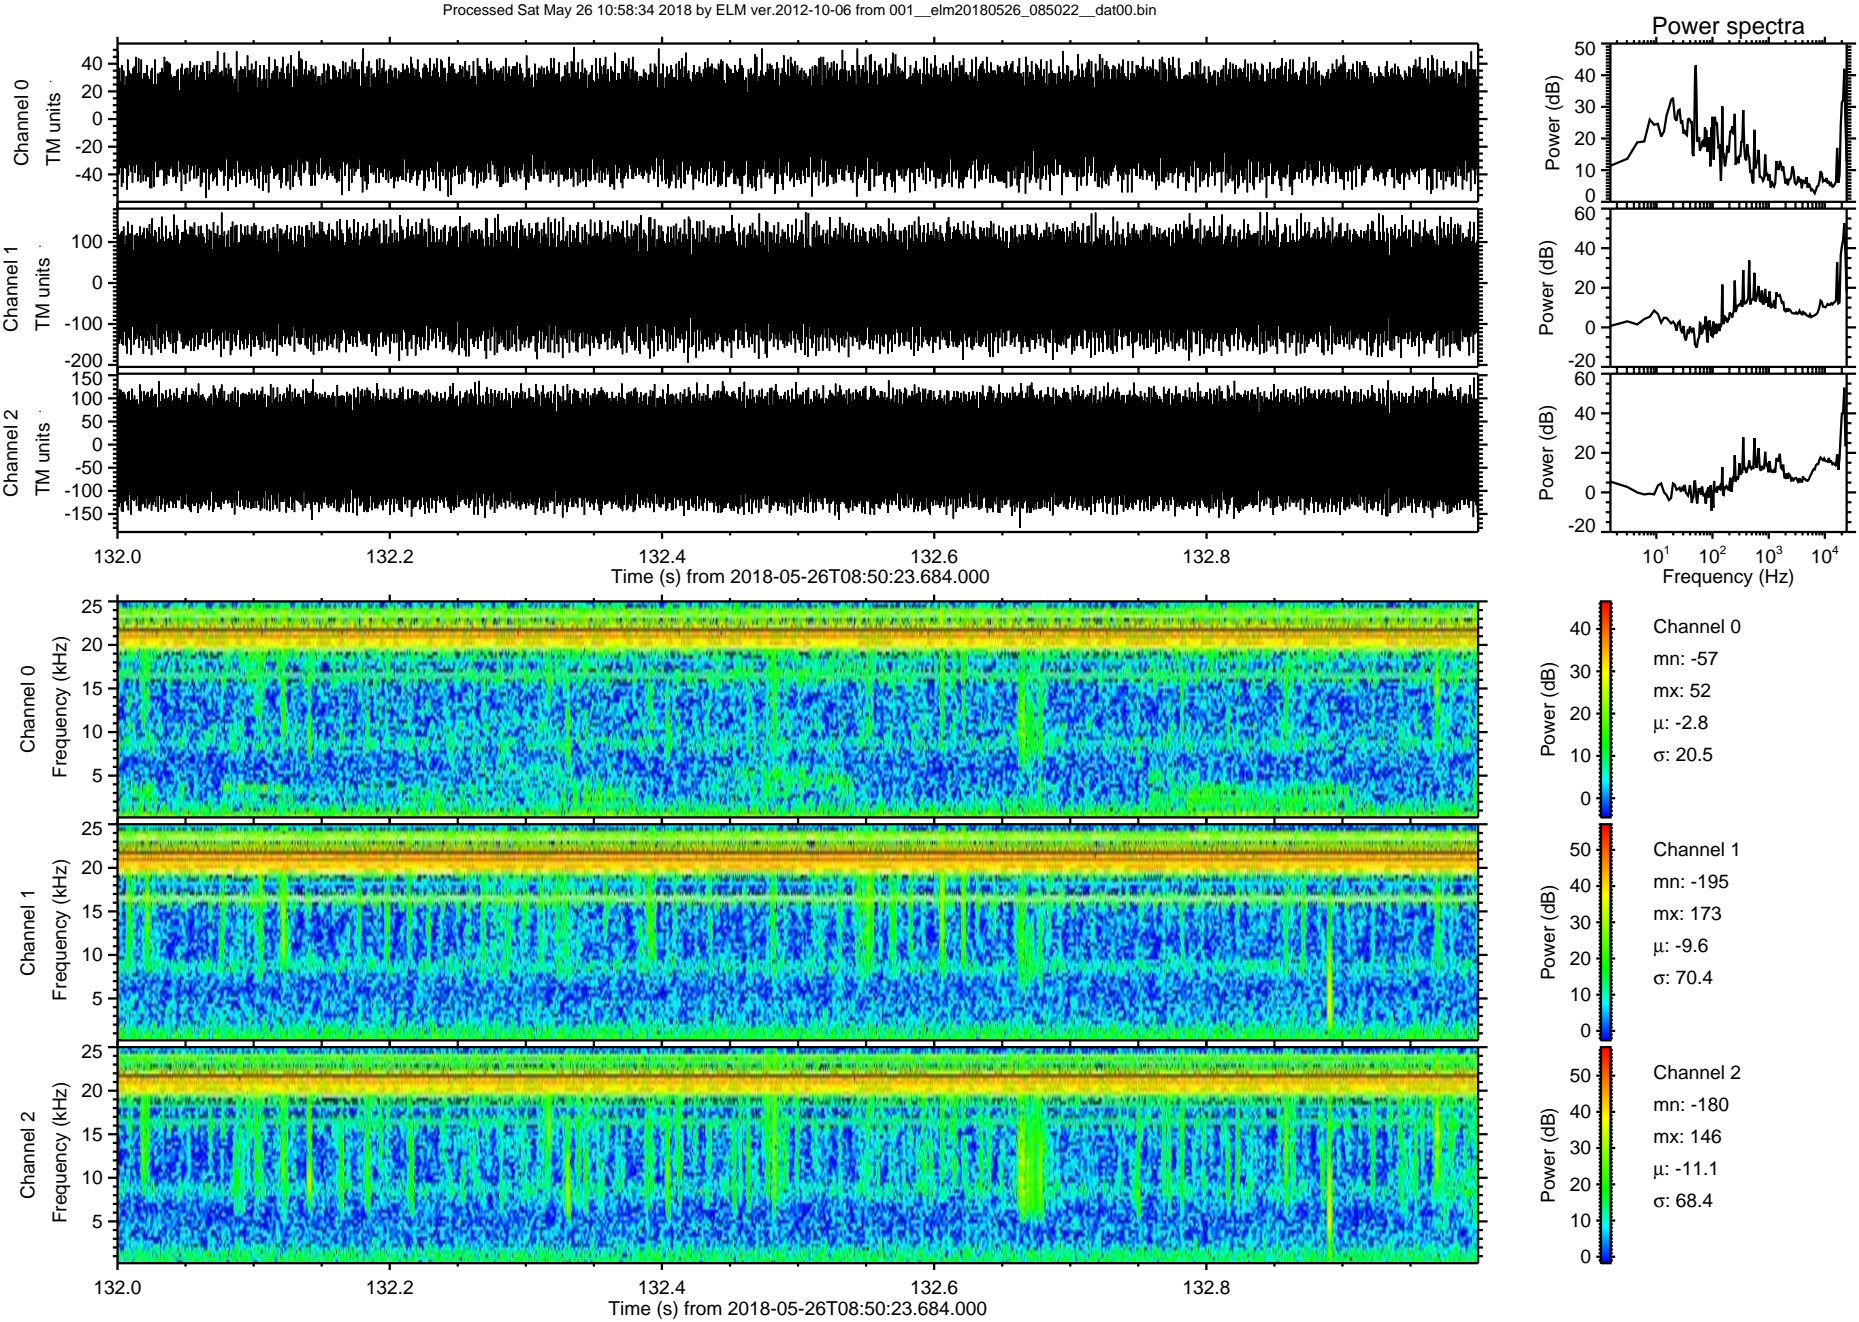 Processed Sat May 26 10:58:34 2018 by ELM ver.2012-10-06 from 001__elm20180526_085022__dat00.bin
Power spectra
Channel 0
TM units
40
20
0
-20
-40
Power (dB)
50
40
30
20
10
0
Channel 1
TM units
100
0
-100
-200
Power (dB)
60
40
20
0
-20
Channel 2
TM units
150
100
50
0
-50
-100
-150
Power (dB)
60
40
20
0
-20
132.0 132.2 132.4 132.6 132.8
Time (s) from 2018-05-26T08:50:23.684.000
10¹ 10² 10³ 10⁴
Frequency (Hz)
Channel 0
Frequency (kHz)
25
20
15
10
5
Power (dB)
40
30
20
10
0
Channel 0
mn: -57
mx: 52
μ: -2.8
σ: 20.5
Channel 1
Frequency (kHz)
25
20
15
10
5
Power (dB)
50
40
30
20
10
0
Channel 1
mn: -195
mx: 173
μ: -9.6
σ: 70.4
Channel 2
Frequency (kHz)
25
20
15
10
5
Power (dB)
50
40
30
20
10
0
Channel 2
mn: -180
mx: 146
μ: -11.1
σ: 68.4
132.0 132.2 132.4 132.6 132.8
Time (s) from 2018-05-26T08:50:23.684.000